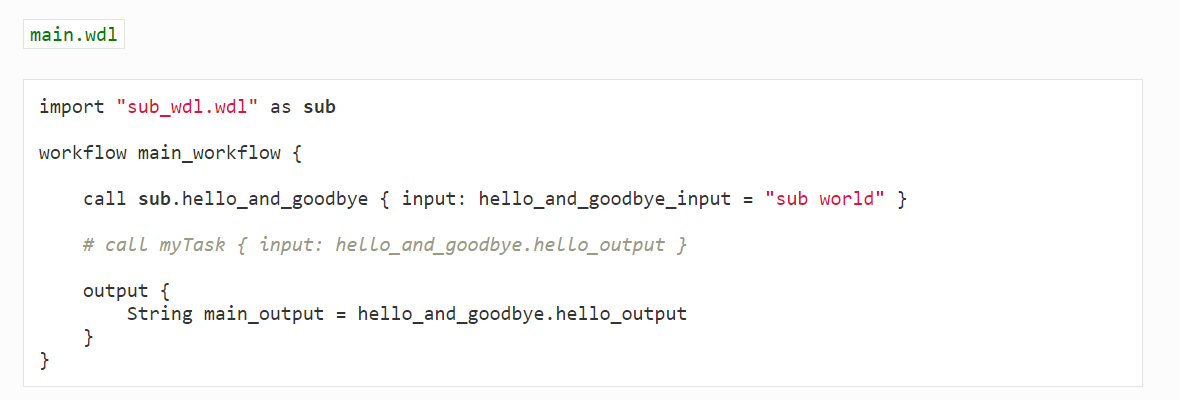 main.wdl
import "sub_wdl.wdl" as sub
workflow main_workflow {
call sub.hello_and_goodbye { input: hello_and_goodbye_input = "sub world" }
# call myTask { input: hello_and_goodbye.hello_output }
output {
String main_output = hello_and_goodbye.hello_output
}
}